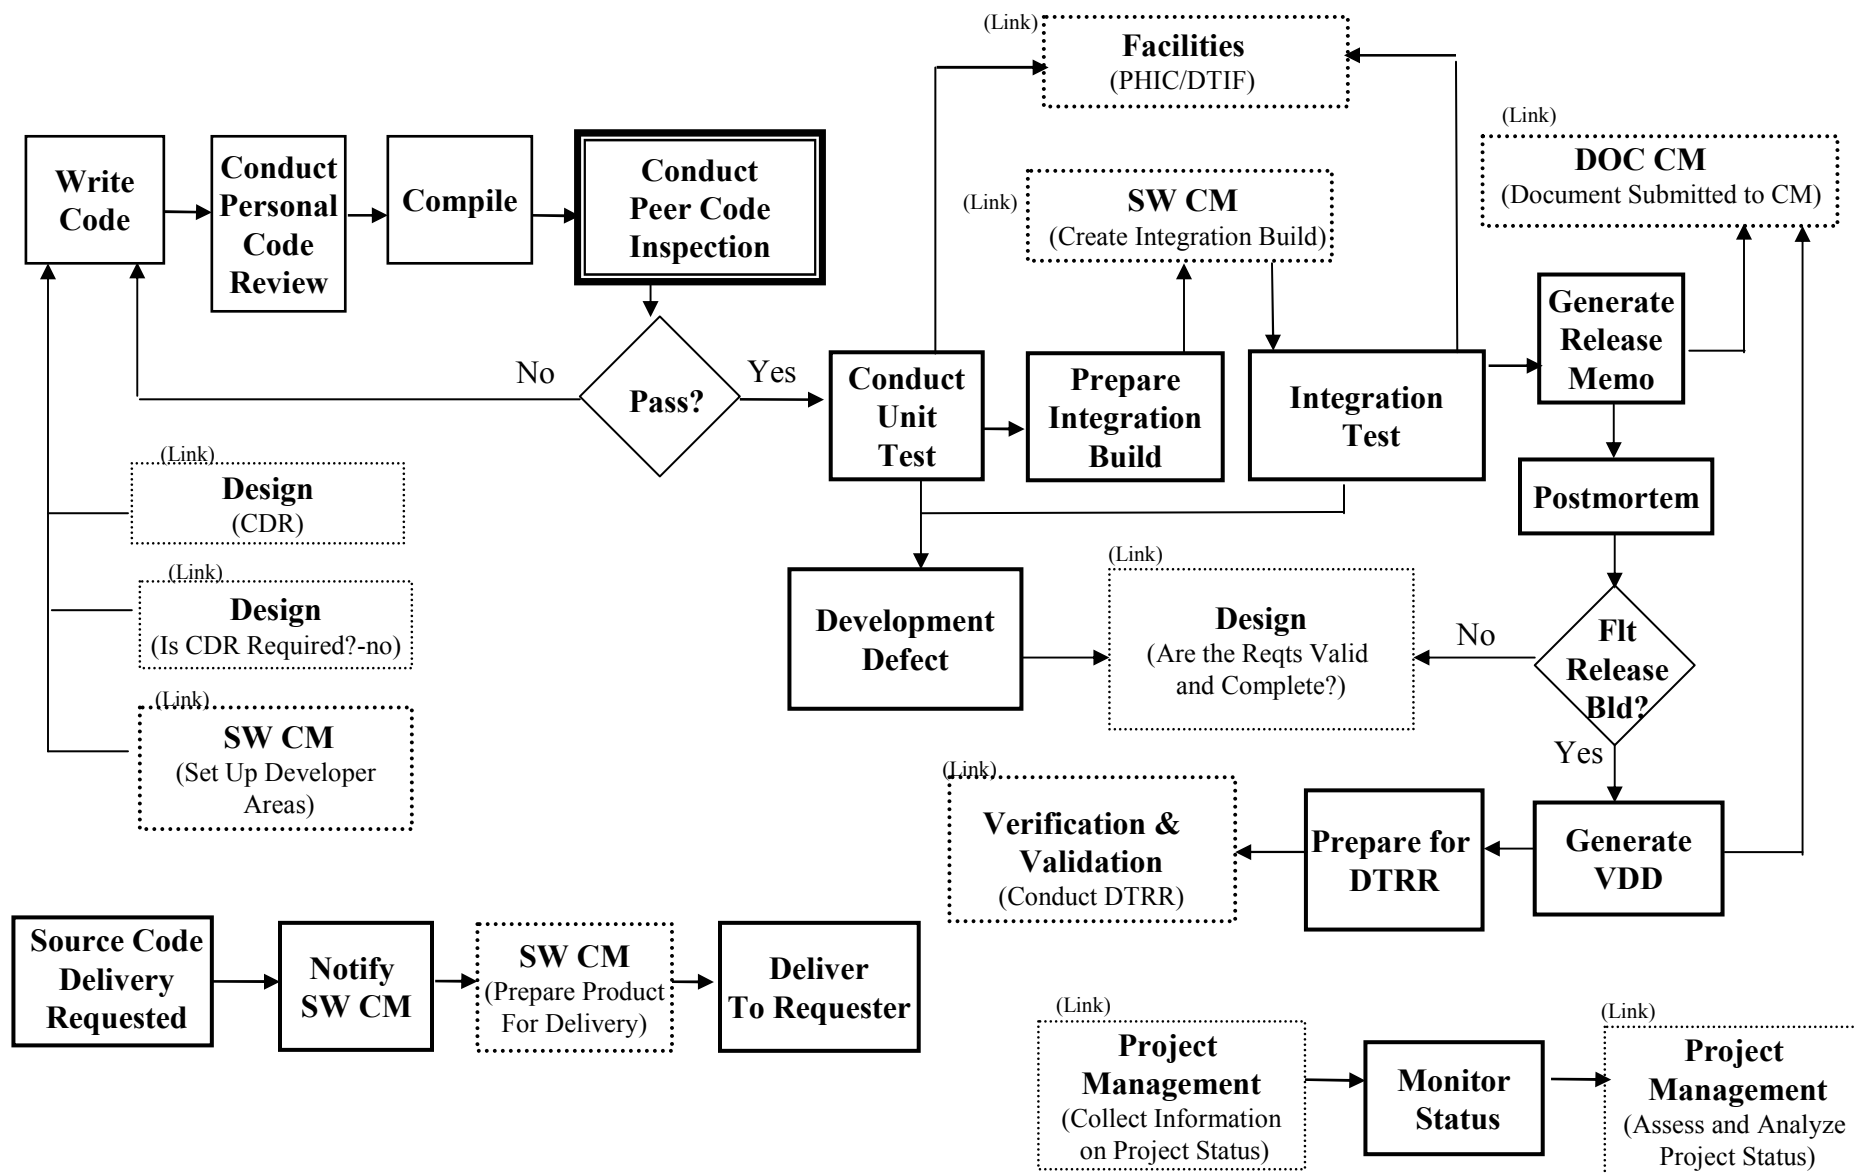 (Link)
Facilities
(PHIC/DTIF)
(Link)
DOC CM
(Document Submitted to CM)
Write
Code
Conduct
Personal
Code
Review
Compile
Conduct
Peer Code
Inspection
(Link)
SW CM
(Create Integration Build)
Generate
Release
Memo
No
Pass?
Yes
Conduct
Unit
Test
Prepare
Integration
Build
Integration
Test
Postmortem
(Link)
Design
(CDR)
(Link)
Design
(Is CDR Required?-no)
(Link)
SW CM
(Set Up Developer
Areas)
Development
Defect
(Link)
Design
(Are the Reqts Valid
and Complete?)
No
Flt
Release
Bld?
Yes
(Link)
Verification &
Validation
(Conduct DTRR)
Prepare for
DTRR
Generate
VDD
Source Code
Delivery
Requested
Notify
SW CM
SW CM
(Prepare Product
For Delivery)
Deliver
To Requester
(Link)
Project
Management
(Collect Information
on Project Status)
Monitor
Status
(Link)
Project
Management
(Assess and Analyze
Project Status)